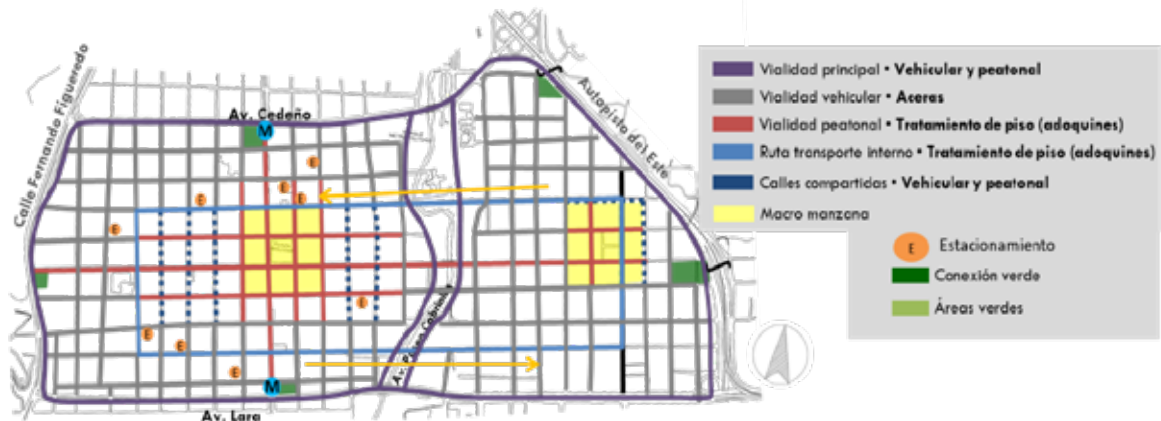 Calle Fernando Figueredo
Av. Cedeño
M
Autopista del Este
E
E
E
E
E
E
E
E
E
Av. Lara
M
Vialidad principal • Vehicular y peatonal
Vialidad vehicular • Aceras
Vialidad peatonal • Tratamiento de piso (adoquines)
Ruta transporte interno • Tratamiento de piso (adoquines)
Calles compartidas • Vehicular y peatonal
Macro manzana
E Estacionamiento
Conexión verde
Áreas verdes